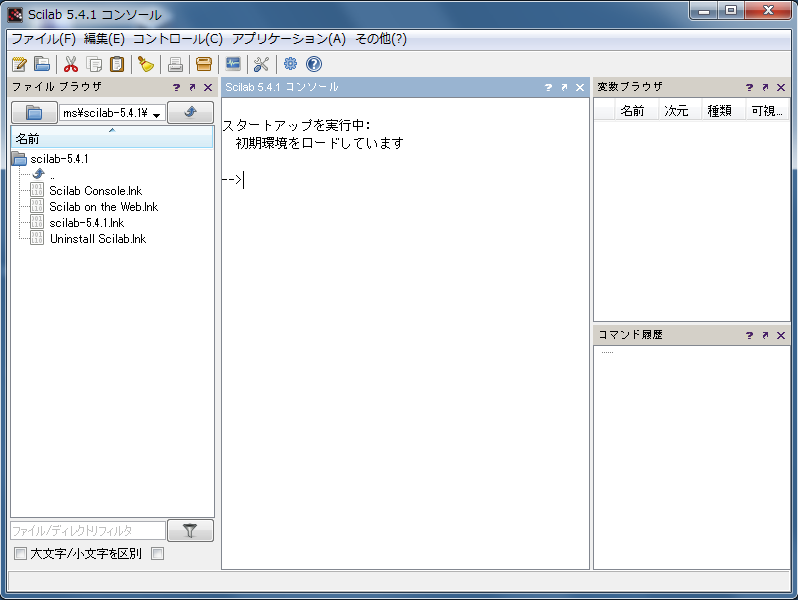 Scilab 5.4.1 コンソール
ファイル(F) 編集(E) コントロール(C) アプリケーション(A) その他(?)
ファイル ブラウザ
ms¥scilab-5.4.1¥
名前
scilab-5.4.1
..
Scilab Console.lnk
Scilab on the Web.lnk
scilab-5.4.1.lnk
Uninstall Scilab.lnk
ファイル/ディレクトリフィルタ
大文字/小文字を区別
Scilab 5.4.1 コンソール
スタートアップを実行中:
初期環境をロードしています
-->
変数ブラウザ
名前 次元 種類 可視...
コマンド履歴